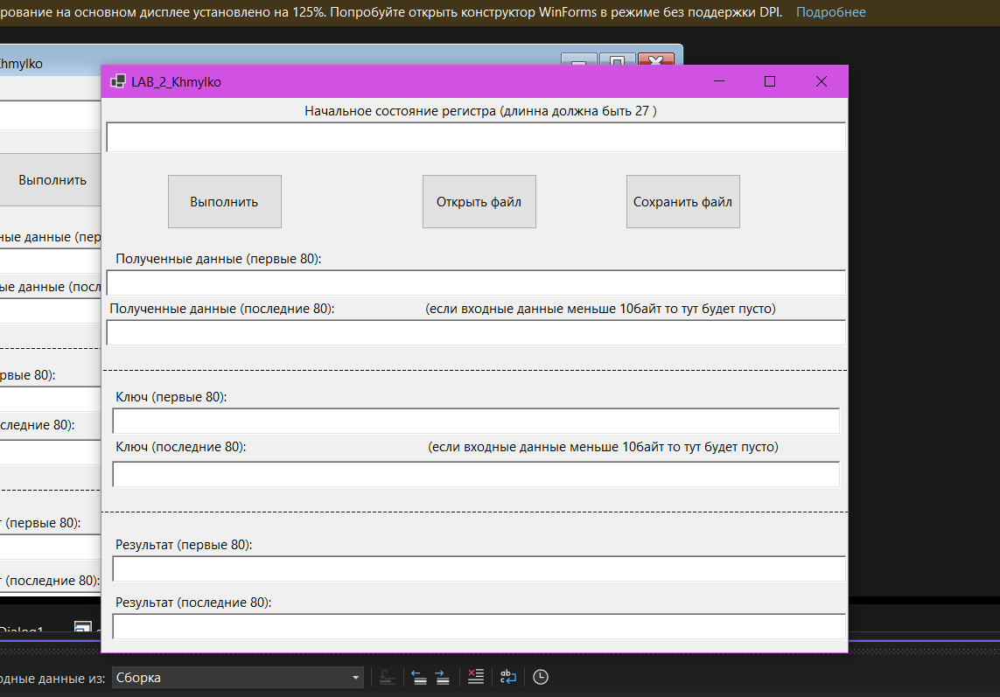 рование на основном дисплее установлено на 125%. Попробуйте открыть конструктор WinForms в режиме без поддержки DPI. Подробнее
Khmylko
LAB_2_Khmylko
Начальное состояние регистра (длинна должна быть 27 )
Выполнить
Выполнить
Открыть файл
Сохранить файл
ные данные (пер
Полученные данные (первые 80):
ые данные (посл
Полученные данные (последние 80):
(если входные данные меньше 10байт то тут будет пусто)
рвые 80):
Ключ (первые 80):
следние 80):
Ключ (последние 80):
(если входные данные меньше 10байт то тут будет пусто)
т (первые 80):
Результат (первые 80):
т (последние 80):
Результат (последние 80):
Dialog1
одные данные из:
Сборка